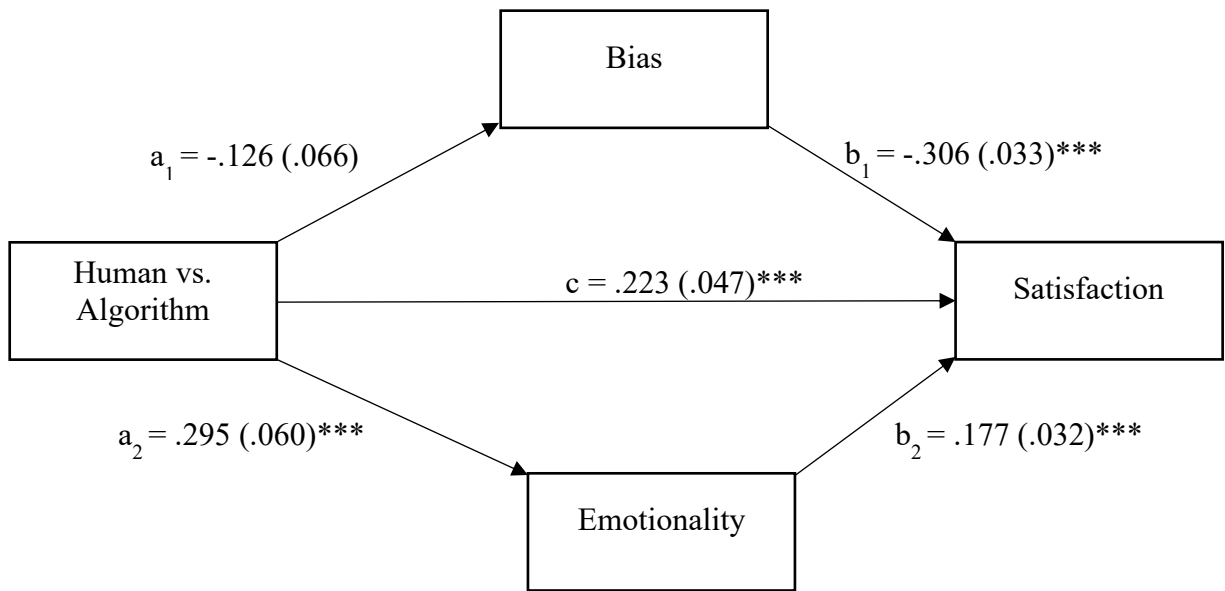 Bias
a₁ = -.126 (.066)
b₁ = -.306 (.033)***
Human vs.
Algorithm
c = .223 (.047)***
Satisfaction
a₂ = .295 (.060)***
b₂ = .177 (.032)***
Emotionality